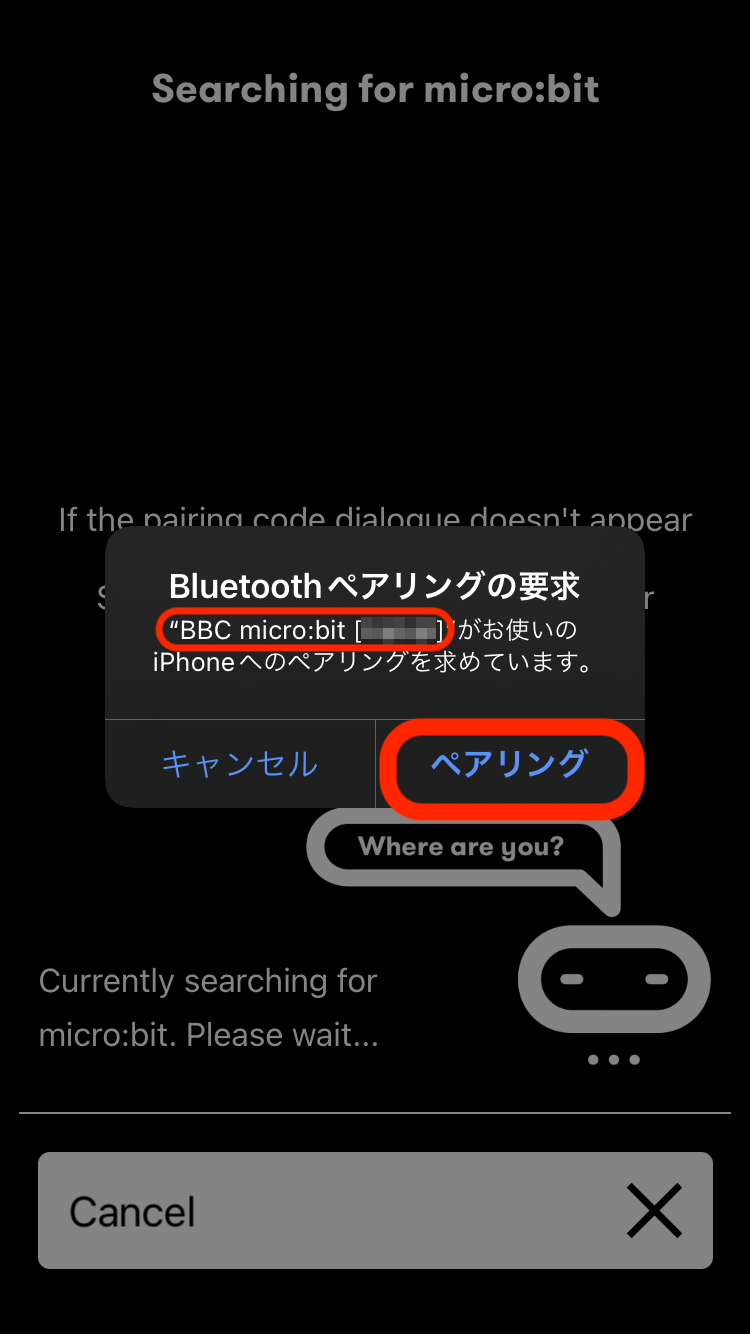 Searching for micro:bit
If the pairing code dialogue doesn't appear
Bluetoothペアリングの要求
“BBC micro:bit []”がお使いの
iPhoneへのペアリングを求めています。
キャンセル
ペアリング
Where are you?
Currently searching for
micro:bit. Please wait...
Cancel